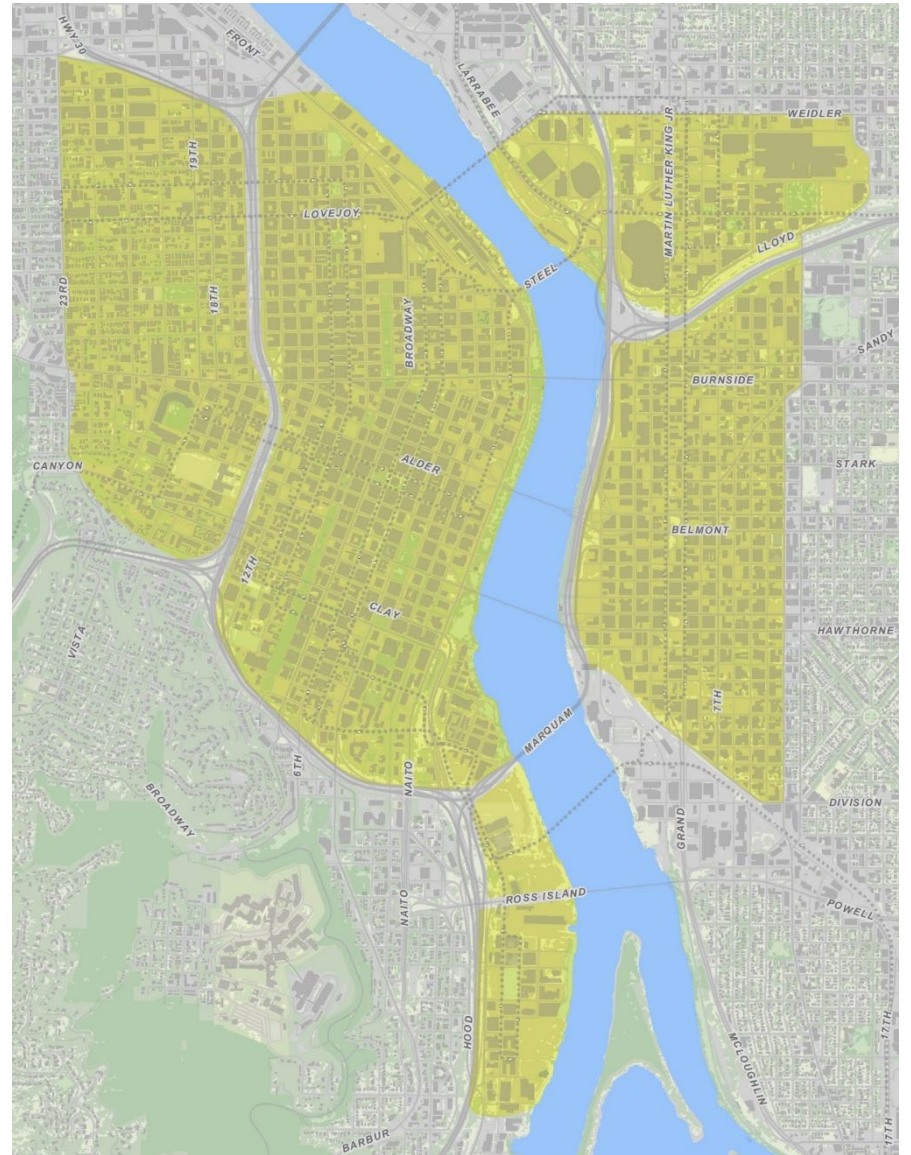 HWY 30
FRONT
LARRABEE
WEIDLER
19TH
MARTIN LUTHER KING JR
LOVEJOY
LLOYD
STEEL
23RD
18TH
BROADWAY
SANDY
BURNSIDE
CANYON
ALDER
STARK
BELMONT
12TH
CLAY
HAWTHORNE
VISTA
7TH
MARQUAM
6TH
NAITO
BROADWAY
DIVISION
GRAND
ROSS ISLAND
NAITO
POWELL
HOOD
17TH
MCLOUGHLIN
BARBUR
17TH